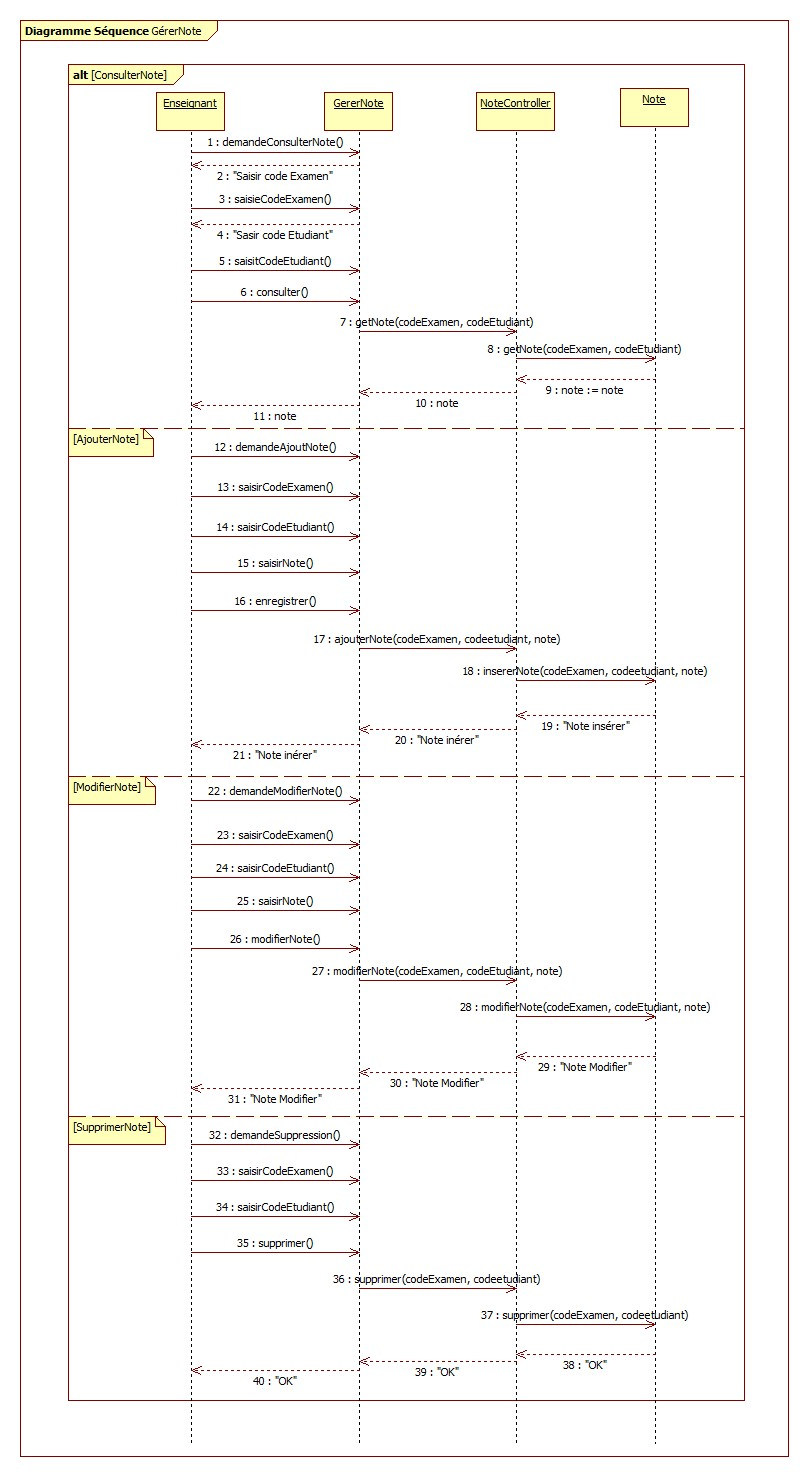 Diagramme Séquence GérerNote
alt [ConsulterNote]
Enseignant
GererNote
NoteController
Note
1 : demandeConsulterNote()
2 : "Saisir code Examen"
3 : saisieCodeExamen()
4 : "Sasir code Etudiant"
5 : saisitCodeEtudiant()
6 : consulter()
7 : getNote(codeExamen, codeEtudiant)
8 : getNote(codeExamen, codeEtudiant)
9 : note := note
10 : note
11 : note
[AjouterNote]
12 : demandeAjoutNote()
13 : saisirCodeExamen()
14 : saisirCodeEtudiant()
15 : saisirNote()
16 : enregistrer()
17 : ajouterNote(codeExamen, codeetudiant, note)
18 : insererNote(codeExamen, codeetudiant, note)
19 : "Note insérer"
20 : "Note inérer"
21 : "Note inérer"
[ModifierNote]
22 : demandeModifierNote()
23 : saisirCodeExamen()
24 : saisirCodeEtudiant()
25 : saisirNote()
26 : modifierNote()
27 : modifierNote(codeExamen, codeEtudiant, note)
28 : modifierNote(codeExamen, codeEtudiant, note)
29 : "Note Modifier"
30 : "Note Modifier"
31 : "Note Modifier"
[SupprimerNote]
32 : demandeSuppression()
33 : saisirCodeExamen()
34 : saisirCodeEtudiant()
35 : supprimer()
36 : supprimer(codeExamen, codeetudiant)
37 : supprimer(codeExamen, codeetudiant)
38 : "OK"
39 : "OK"
40 : "OK"